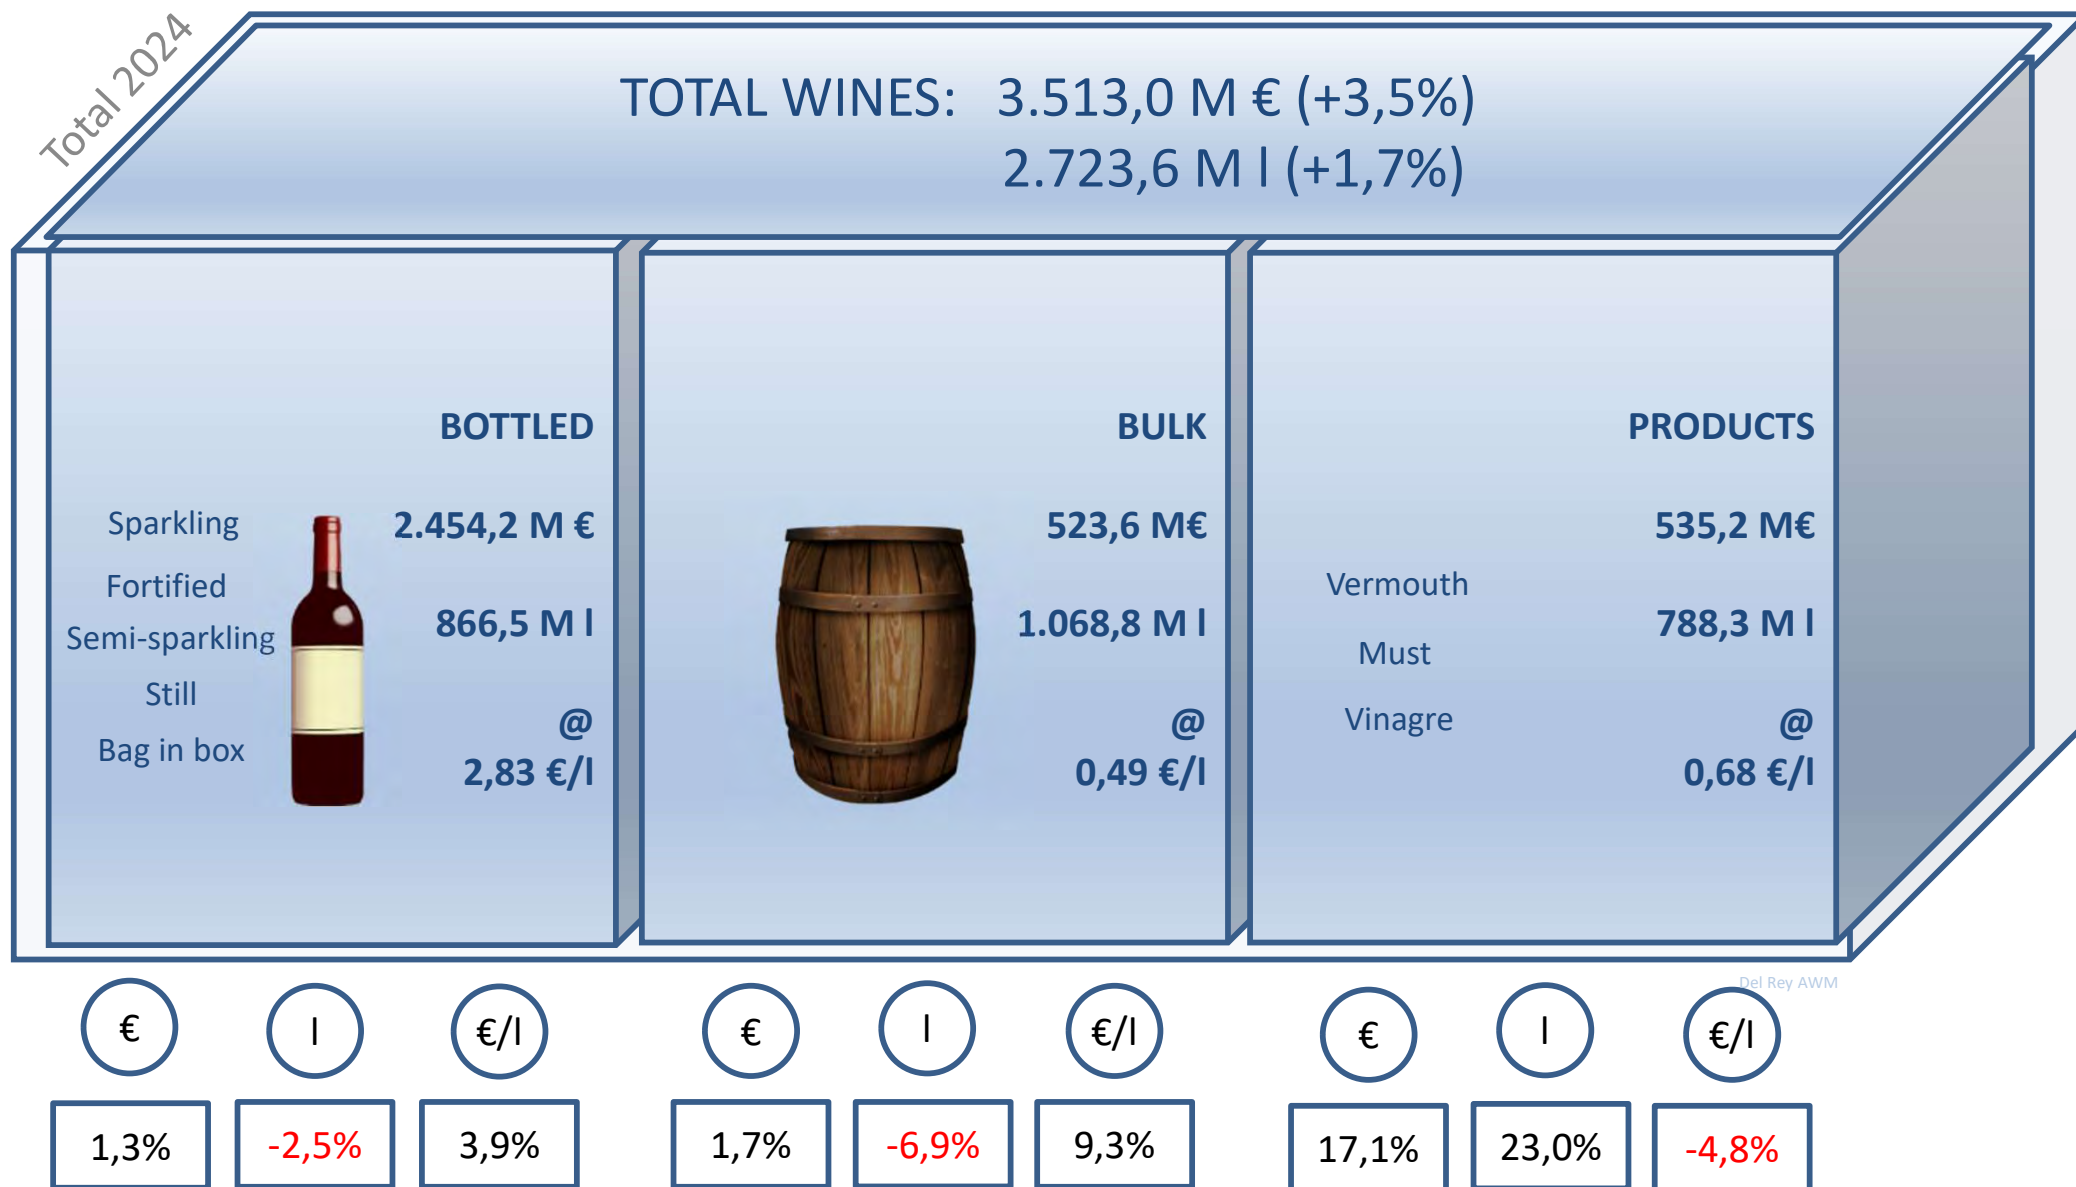 Total 2024
TOTAL WINES: 3.513,0 M € (+3,5%)
2.723,6 M l (+1,7%)
BOTTLED
Sparkling
Fortified
Semi-sparkling
Still
Bag in box
2.454,2 M €
866,5 M l
@
2,83 €/l
BULK
523,6 M€
1.068,8 M l
@
0,49 €/l
PRODUCTS
Vermouth
Must
Vinagre
535,2 M€
788,3 M l
@
0,68 €/l
Del Rey AWM
€ l €/l € l €/l € l €/l
1,3% -2,5% 3,9% 1,7% -6,9% 9,3% 17,1% 23,0% -4,8%